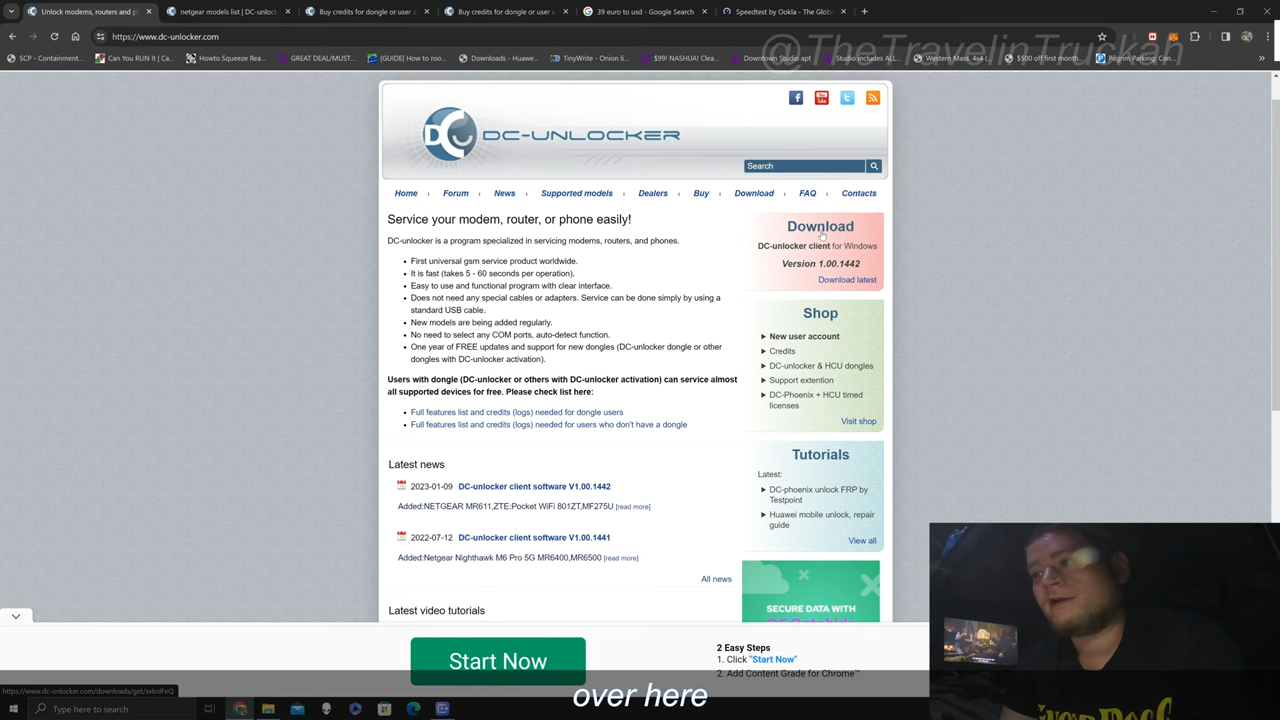 Unlock modems, routers and p
netgear models list | DC-unlock
Buy credits for dongle or user e
Buy credits for dongle or user e
39 euro to usd - Google Search
Speedtest by Ookla - The Glob
https://www.dc-unlocker.com
@TheTravelinTruckah
SCP - Containment...
Can You RUN It | Ca...
Howto Squeeze Rea...
GREAT DEAL/MUST...
[GUIDE] How to roo...
Downloads - Huawe...
TinyWrite - Onion li...
$99! NASHUA! Clea...
Downtown Studio apt
Studio includes ALL...
Western Mass. 4x4 (...
$500 off first month...
Pilgrim Parking: Con...
DC-UNLOCKER
Search
Home
Forum
News
Supported models
Dealers
Buy
Download
FAQ
Contacts
Service your modem, router, or phone easily!
DC-unlocker is a program specialized in servicing modems, routers, and phones.
First universal gsm service product worldwide.
It is fast (takes 5 - 60 seconds per operation).
Easy to use and functional program with clear interface.
Does not need any special cables or adapters. Service can be done simply by using a
standard USB cable.
New models are being added regularly.
No need to select any COM ports, auto-detect function.
One year of FREE updates and support for new dongles (DC-unlocker dongle or other
dongles with DC-unlocker activation).
Users with dongle (DC-unlocker or others with DC-unlocker activation) can service almost
all supported devices for free. Please check list here:
Full features list and credits (logs) needed for dongle users
Full features list and credits (logs) needed for users who don't have a dongle
Latest news
2023-01-09 DC-unlocker client software V1.00.1442
Added:NETGEAR MR611,ZTE:Pocket WiFi 801ZT,MF275U [read more]
2022-07-12 DC-unlocker client software V1.00.1441
Added:Netgear Nighthawk M6 Pro 5G MR6400,MR6500 [read more]
All news
Latest video tutorials
Download
DC-unlocker client for Windows
Version 1.00.1442
Download latest
Shop
New user account
Credits
DC-unlocker & HCU dongles
Support extention
DC-Phoenix + HCU timed
licenses
Visit shop
Tutorials
Latest:
DC-phoenix unlock FRP by
Testpoint
Huawei mobile unlock, repair
guide
View all
SECURE DATA WITH
Start Now
2 Easy Steps
1. Click "Start Now"
2. Add Content Grade for Chrome™
https://www.dc-unlocker.com/downloads/get/xxknlFeQ
over here
Type here to search